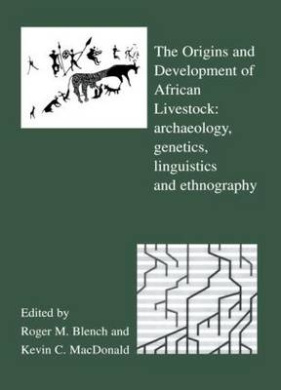 The Origins and
Development of
African
Livestock:
archaeology,
genetics,
linguistics
and ethnography
Edited by
Roger M. Blench and
Kevin C. MacDonald